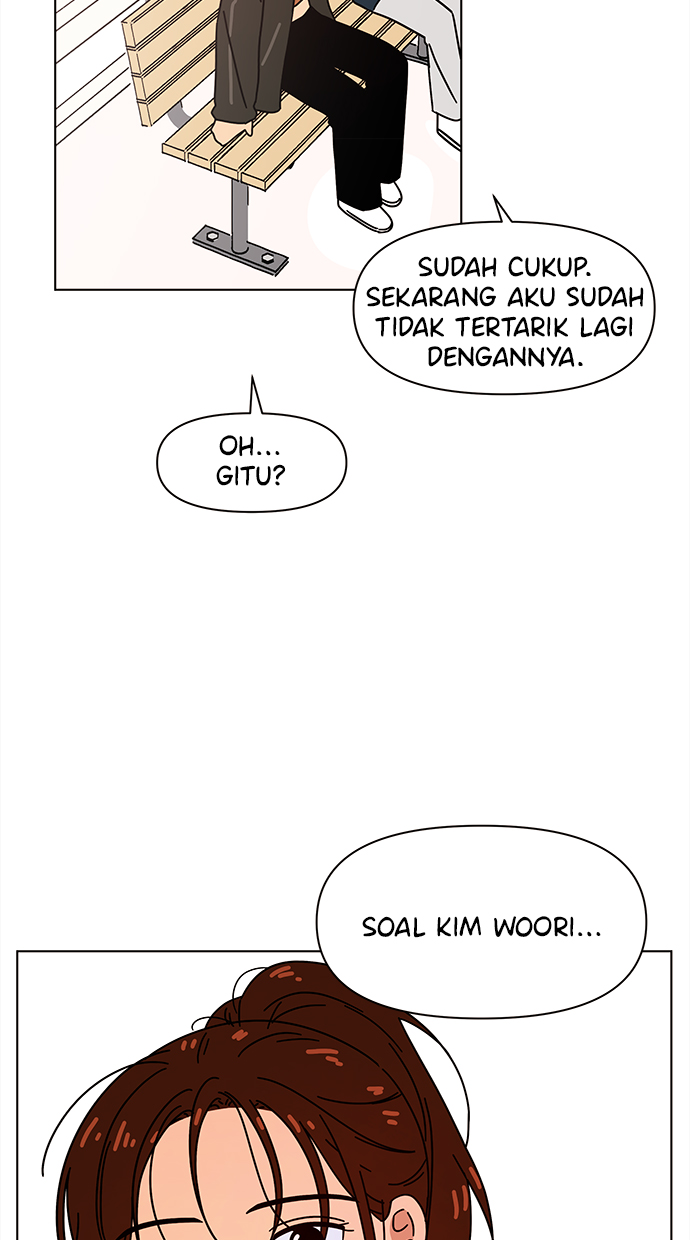 SUDAH CUKUP.
SEKARANG AKU SUDAH
TIDAK TERTARIK LAGI
DENGANNYA.
OH...
GITU?
SOAL KIM WOORI...